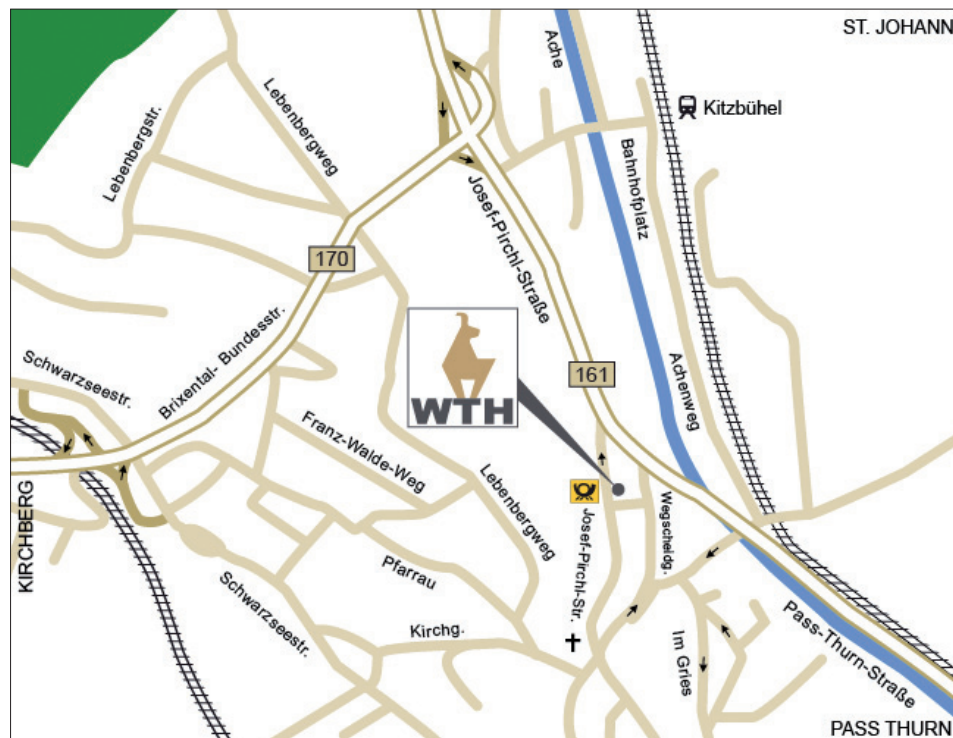 ST. JOHANN
Ache
Kitzbühel
Lebenbergweg
Lebenbergstr.
Bahnhofplatz
Josef-Pirchl-Straße
170
Brixental- Bundesstr.
WTH
161
Schwarzseestr.
Achenweg
Franz-Walde-Weg
Lebenbergweg
KIRCHBERG
Wegscheidg.
Josef-Pirchl-Str.
Pfarrau
Schwarzseestr.
Kirchg.
Im Gries
Pass-Thurn-Straße
PASS THURN